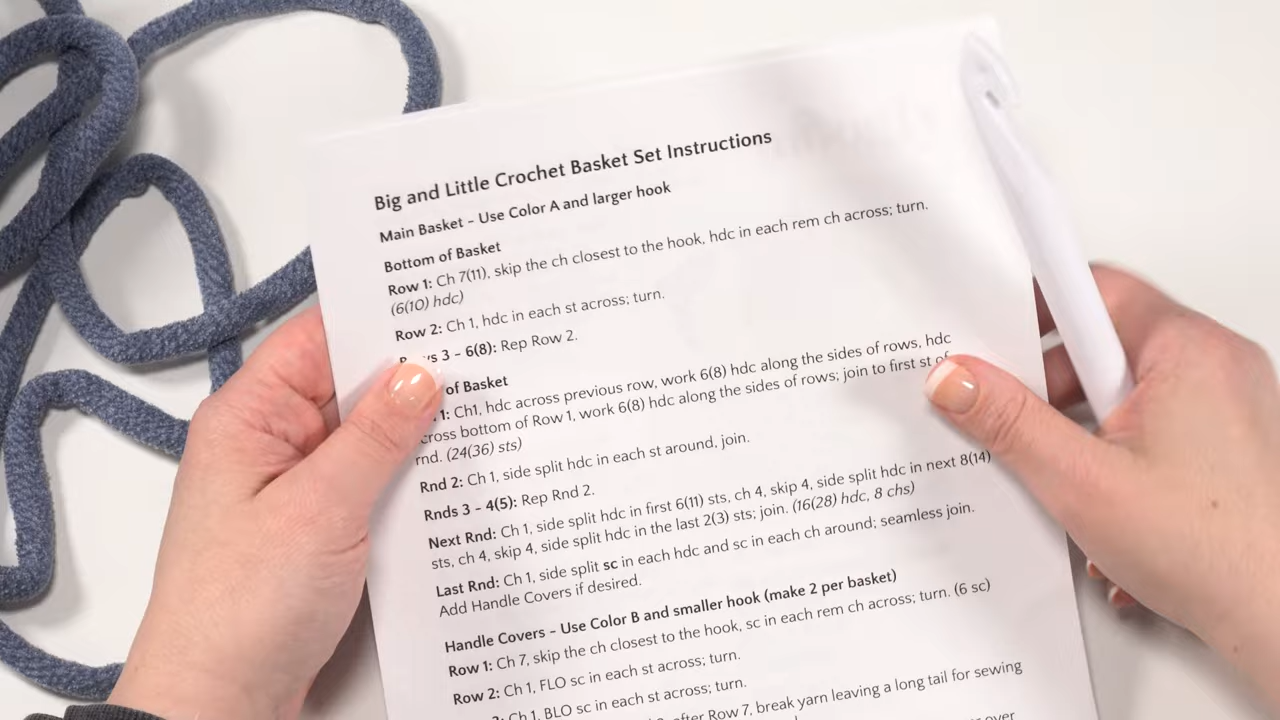 Big and Little Crochet Basket Set Instructions
Main Basket – Use Color A and larger hook
Bottom of Basket
Row 1: Ch 7(11), skip the ch closest to the hook, hdc in each rem ch across; turn.
(6(10) hdc)
Row 2: Ch 1, hdc in each st across; turn.
3 – 6(8): Rep Row 2.
of Basket
1: Ch1, hdc across previous row, work 6(8) hdc along the sides of rows, hdc
bottom of Row 1, work 6(8) hdc along the sides of rows; join to first st of
rnd. (24(36) sts)
Rnd 2: Ch 1, side split hdc in each st around, join.
Rnds 3 – 4(5): Rep Rnd 2.
Next Rnd: Ch 1, side split hdc in first 6(11) sts, ch 4, skip 4, side split hdc in next 8(14)
sts, ch 4, skip 4, side split hdc in the last 2(3) sts; join. (16(28) hdc, 8 chs)
Last Rnd: Ch 1, side split sc in each hdc and sc in each ch around; seamless join.
Add Handle Covers if desired.
Handle Covers – Use Color B and smaller hook (make 2 per basket)
Row 1: Ch 7, skip the ch closest to the hook, sc in each rem ch across; turn. (6 sc)
Row 2: Ch 1, FLO sc in each st across; turn.
Ch 1, BLO sc in each st across; turn.
after Row 7, break yarn leaving a long tail for sewing
over